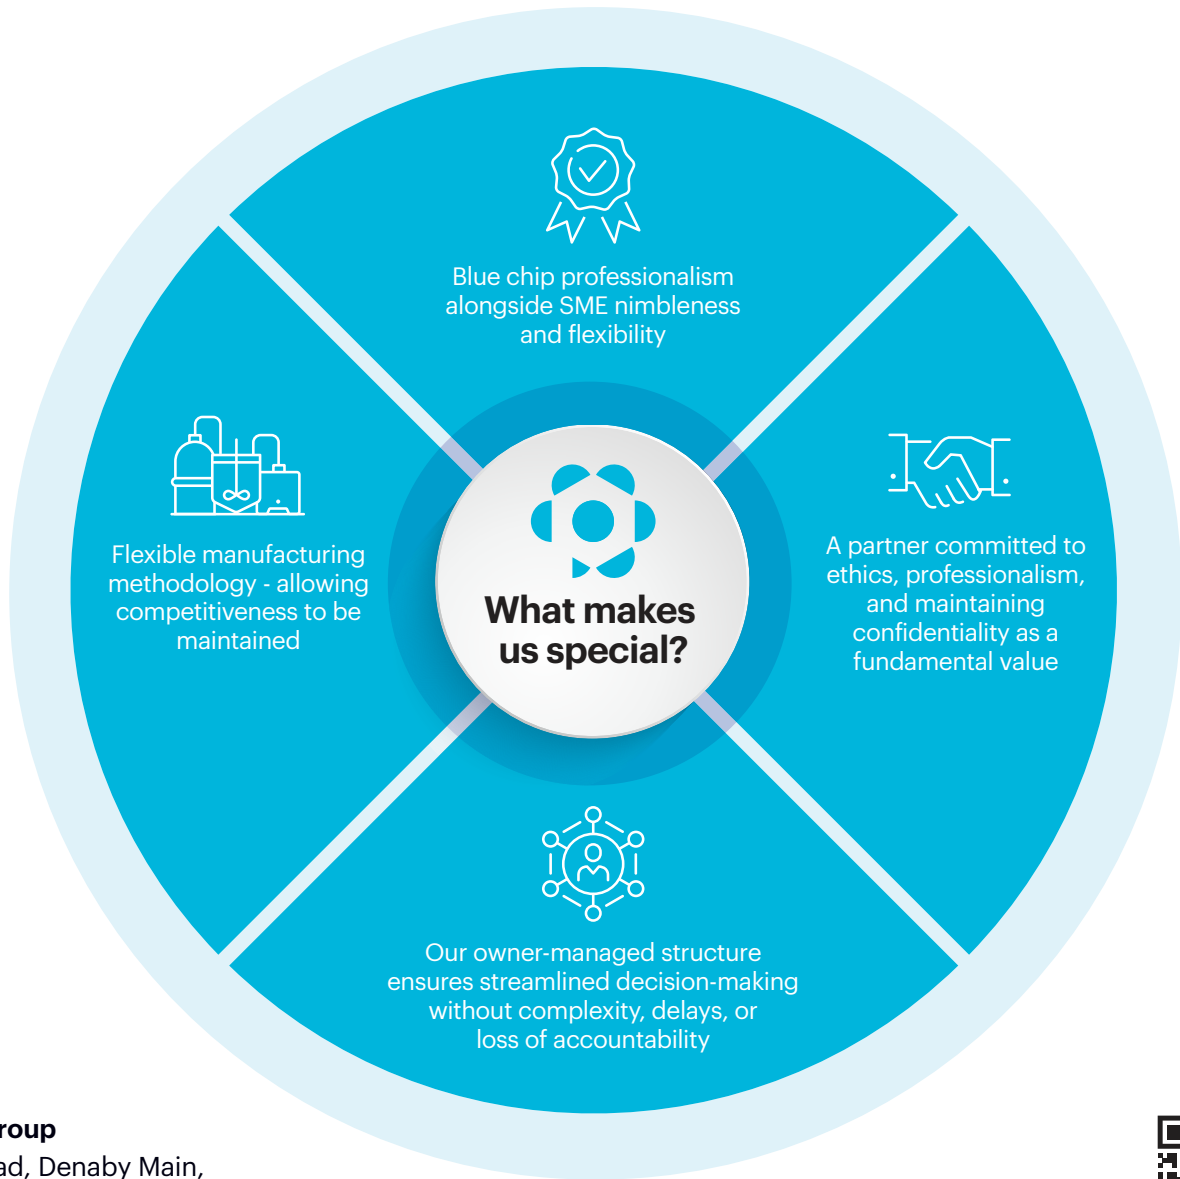 Blue chip professionalism
alongside SME nimbleness
and flexibility
Flexible manufacturing
methodology - allowing
competitiveness to be
maintained
What makes
us special?
A partner committed to
ethics, professionalism,
and maintaining
confidentiality as a
fundamental value
Our owner-managed structure
ensures streamlined decision-making
without complexity, delays, or
loss of accountability
roup
ad, Denaby Main,